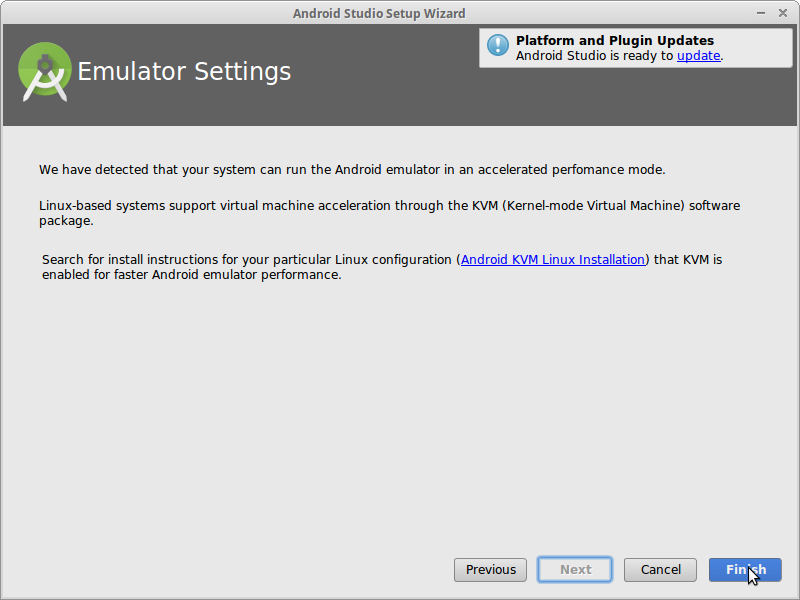 Android Studio Setup Wizard
Platform and Plugin Updates
Android Studio is ready to update.
Emulator Settings
We have detected that your system can run the Android emulator in an accelerated perfomance mode.
Linux-based systems support virtual machine acceleration through the KVM (Kernel-mode Virtual Machine) software
package.
Search for install instructions for your particular Linux configuration (Android KVM Linux Installation) that KVM is
enabled for faster Android emulator performance.
Previous
Next
Cancel
Finish